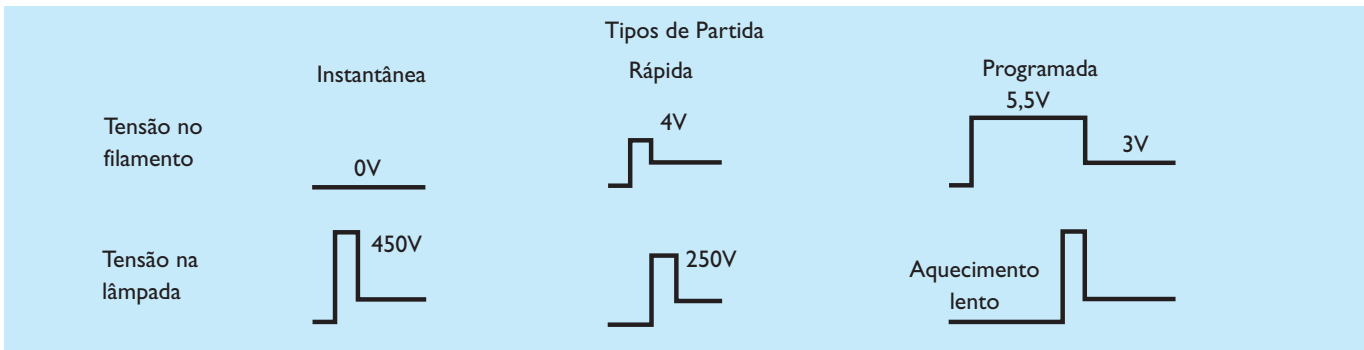 Tipos de Partida
Instantânea
Rápida
Programada
Tensão no
filamento
0V
4V
5,5V
3V
Tensão na
lâmpada
450V
250V
Aquecimento
lento